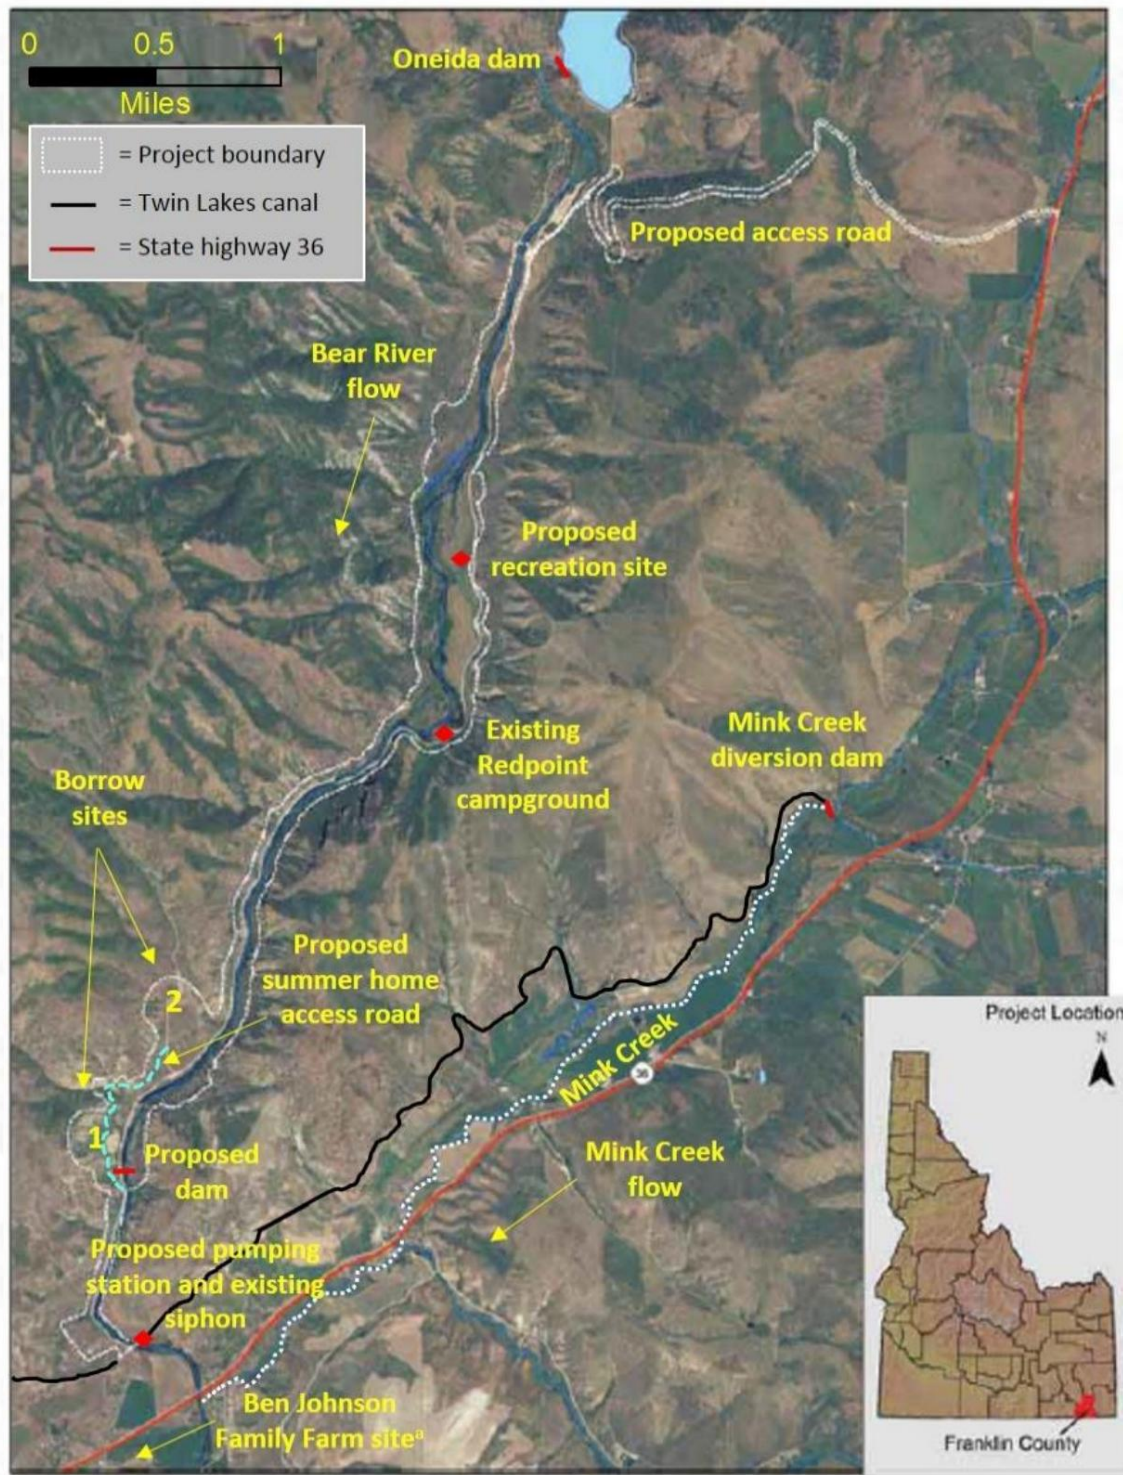 0 0.5 1
Miles
= Project boundary
= Twin Lakes canal
= State highway 36
Oneida dam
Proposed access road
Bear River
flow
Proposed
recreation site
Existing
Redpoint
campground
Mink Creek
diversion dam
Borrow
sites
Proposed
summer home
access road
2
1
Proposed
dam
Mink Creek
36
Mink Creek
flow
Proposed pumping
station and existing
siphon
Ben Johnson
Family Farm siteª
Project Location
N
Franklin County